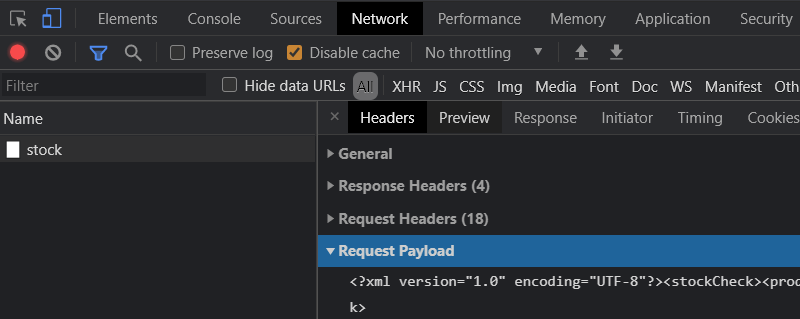 Elements Console Sources Network Performance Memory Application Security
Preserve log Disable cache No throttling
Filter Hide data URLs All XHR JS CSS Img Media Font Doc WS Manifest Oth
Name
Headers Preview Response Initiator Timing Cookies
stock
General
Response Headers (4)
Request Headers (18)
Request Payload
<?xml version="1.0" encoding="UTF-8"?><stockCheck><prod
k>